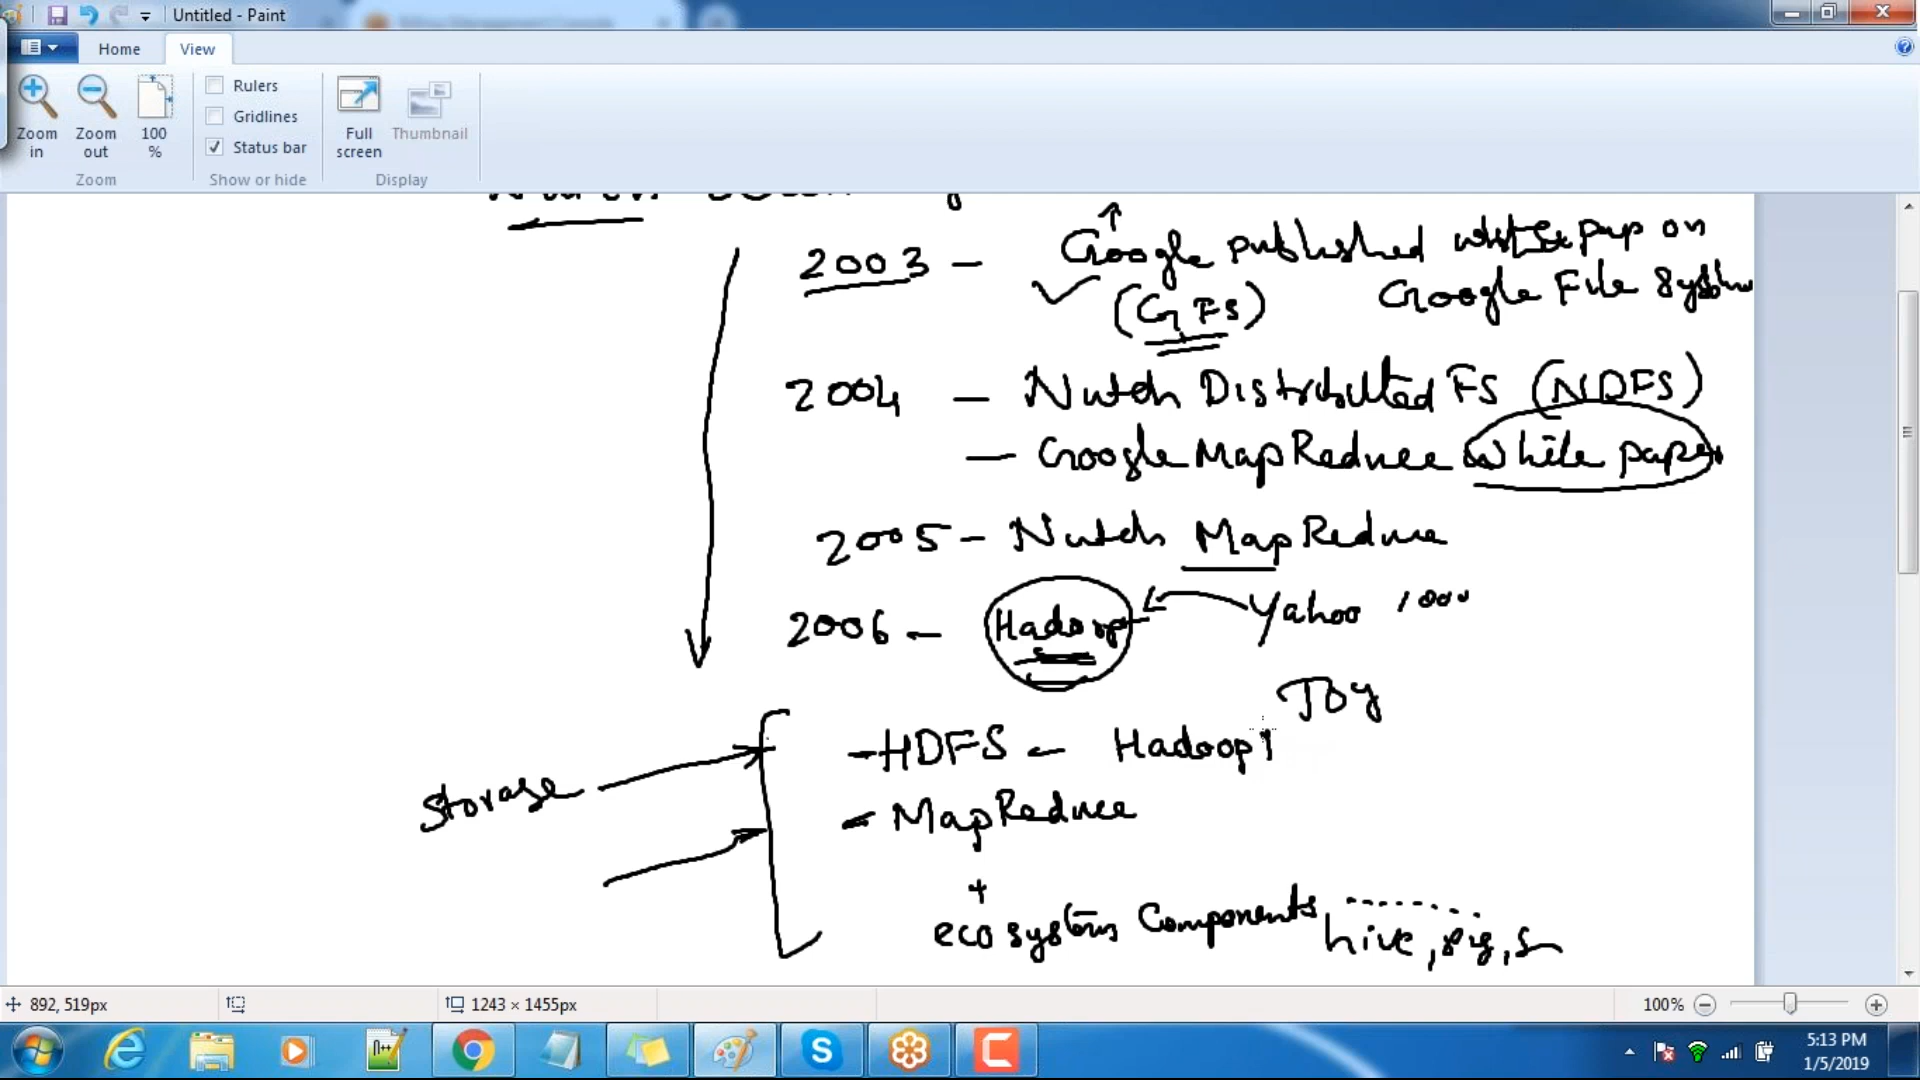 Untitled - Paint
Home View
Zoom in
Zoom out
100 %
Rulers
Gridlines
Status bar
Full screen
Thumbnail
Zoom
Show or hide
Display
2003 - Google published white pap on
(GFS) Google File System
2004 - Nutch Distributed FS (NDFS)
- Google MapReduce white paper
2005 - Nutch MapReduce
2006 - Hadoop Yahoo 1000
Toy
-HDFS - Hadoop 1
Storage
- MapReduce
+
eco systems Components
hive, pig, S
892, 519px
1243 × 1455px
100%
5:13 PM
1/5/2019